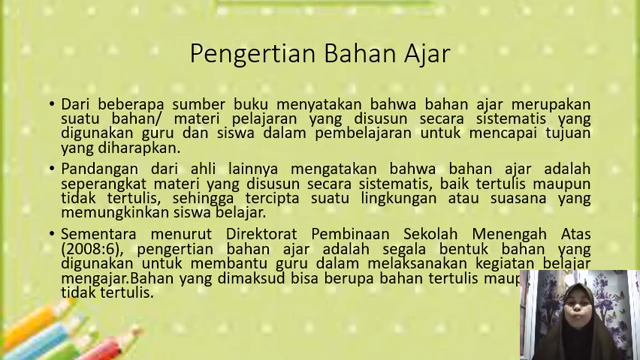 Pengertian Bahan Ajar
• Dari beberapa sumber buku menyatakan bahwa bahan ajar merupakan
suatu bahan/ materi pelajaran yang disusun secara sistematis yang
digunakan guru dan siswa dalam pembelajaran untuk mencapai tujuan
yang diharapkan.
• Pandangan dari ahli lainnya mengatakan bahwa bahan ajar adalah
seperangkat materi yang disusun secara sistematis, baik tertulis maupun
tidak tertulis, sehingga tercipta suatu lingkungan atau suasana yang
memungkinkan siswa belajar.
• Sementara menurut Direktorat Pembinaan Sekolah Menengah Atas
(2008:6), pengertian bahan ajar adalah segala bentuk bahan yang
digunakan untuk membantu guru dalam melaksanakan kegiatan belajar
mengajar.Bahan yang dimaksud bisa berupa bahan tertulis
tidak tertulis.